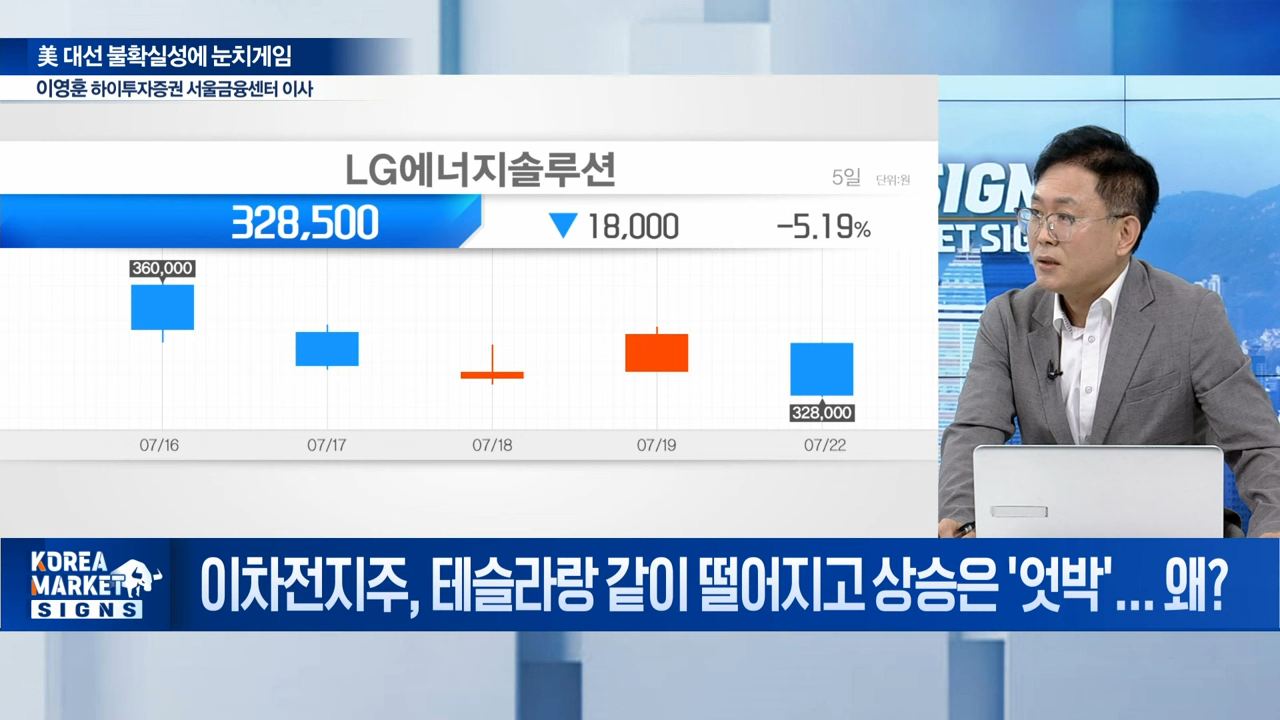 美 대선 불확실성에 눈치게임
이영훈 하이투자증권 서울금융센터 이사
LG에너지솔루션
5일 단위:원
328,500 ▼ 18,000 -5.19%
360,000
328,000
07/16 07/17 07/18 07/19 07/22
SIGN
ET SIG
KOREA
MARKET
SIGNS
이차전지주, 테슬라랑 같이 떨어지고 상승은 '엇박'... 왜?